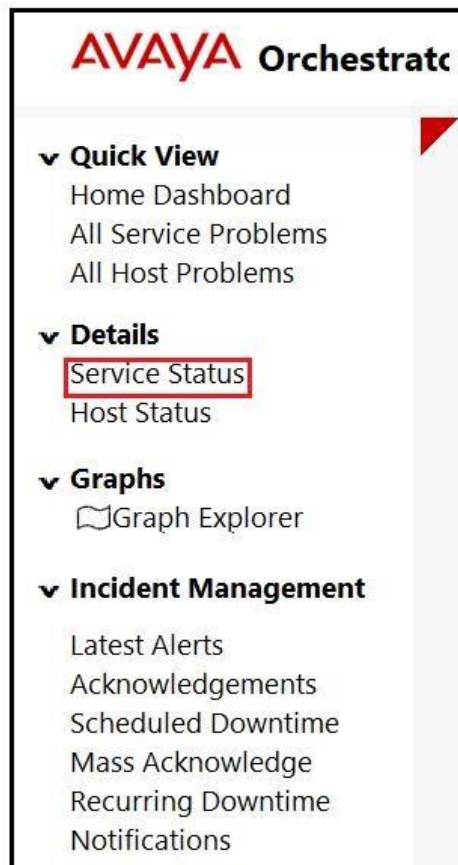 AVAYA Orchestratc
Quick View
Home Dashboard
All Service Problems
All Host Problems
Details
Service Status
Host Status
Graphs
Graph Explorer
Incident Management
Latest Alerts
Acknowledgements
Scheduled Downtime
Mass Acknowledge
Recurring Downtime
Notifications